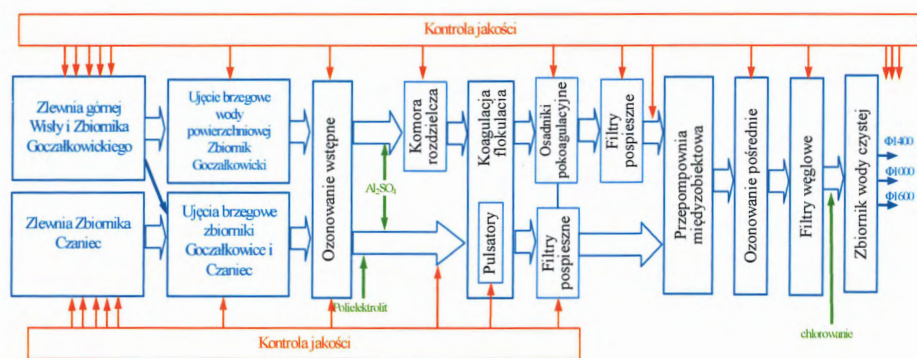 Kontrola jakości
Zlewnia górnej
Wisły i Zbiornika
Goczałkowickiego
Ujęcie brzegowe
wody
powierzchniowej
Zbiornik
Goczałkowicki
Ozonowanie wstępne
Komora
rozdzielcza
Koagulacja
flokulacja
Osadniki
pokoagulacyjne
Filtry
pospieszne
Przepompownia
międzyobiektowa
Ozonowanie pośrednie
Filtry węglowe
Zbiornik wody czystej
Φ1400
Φ1000
Φ1600
Al₂SO₄
Zlewnia Zbiornika
Czaniec
Ujęcia brzegowe
zbiorniki
Goczałkowice i
Czaniec
Pulsatory
Filtry
pospieszne
Polielektrolit
chlorowanie
Kontrola jakości